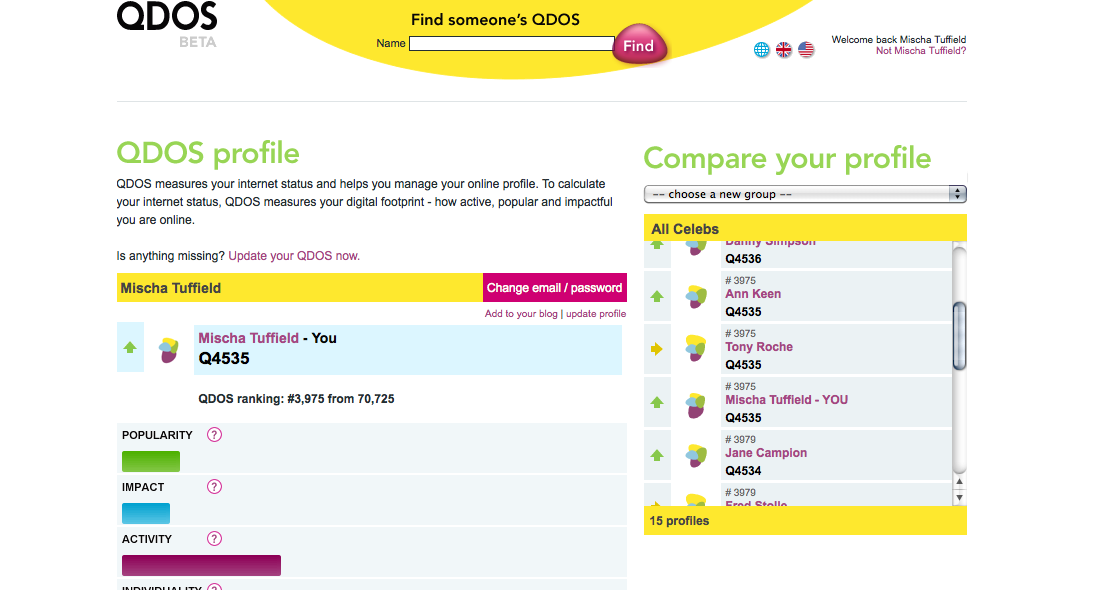 QDOS
BETA
Find someone's QDOS
Name
Find
Welcome back Mischa Tuffield
Not Mischa Tuffield?
QDOS profile
QDOS measures your internet status and helps you manage your online profile. To calculate
your internet status, QDOS measures your digital footprint - how active, popular and impactful
you are online.
Is anything missing? Update your QDOS now.
Mischa Tuffield
Change email / password
Add to your blog | update profile
Mischa Tuffield - You
Q4535
QDOS ranking: #3,975 from 70,725
POPULARITY ?
IMPACT ?
ACTIVITY ?
INDIVIDUALITY ?
Compare your profile
-- choose a new group --
All Celebs
Danny Simpson
Q4536
# 3975
Ann Keen
Q4535
# 3975
Tony Roche
Q4535
# 3975
Mischa Tuffield - YOU
Q4535
# 3979
Jane Campion
Q4534
# 3979
Fred Stolle
15 profiles